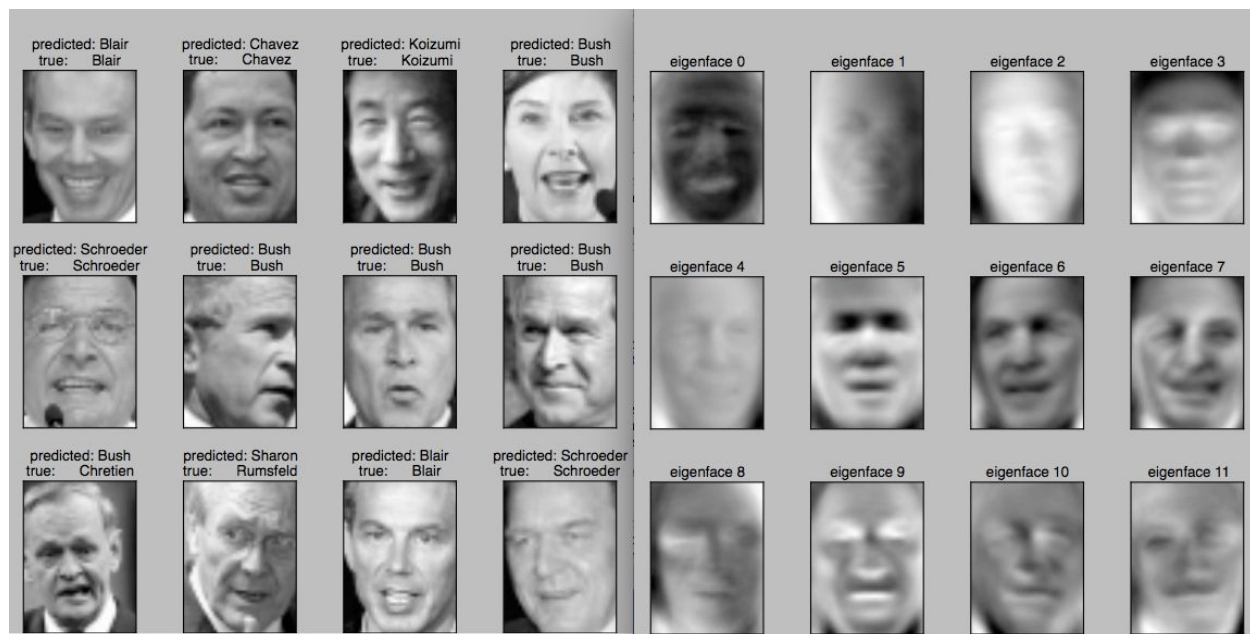 predicted: Blair
true: Blair
predicted: Chavez
true: Chavez
predicted: Koizumi
true: Koizumi
predicted: Bush
true: Bush
predicted: Schroeder
true: Schroeder
predicted: Bush
true: Bush
predicted: Bush
true: Bush
predicted: Bush
true: Bush
predicted: Bush
true: Chretien
predicted: Sharon
true: Rumsfeld
predicted: Blair
true: Blair
predicted: Schroeder
true: Schroeder
eigenface 0
eigenface 1
eigenface 2
eigenface 3
eigenface 4
eigenface 5
eigenface 6
eigenface 7
eigenface 8
eigenface 9
eigenface 10
eigenface 11